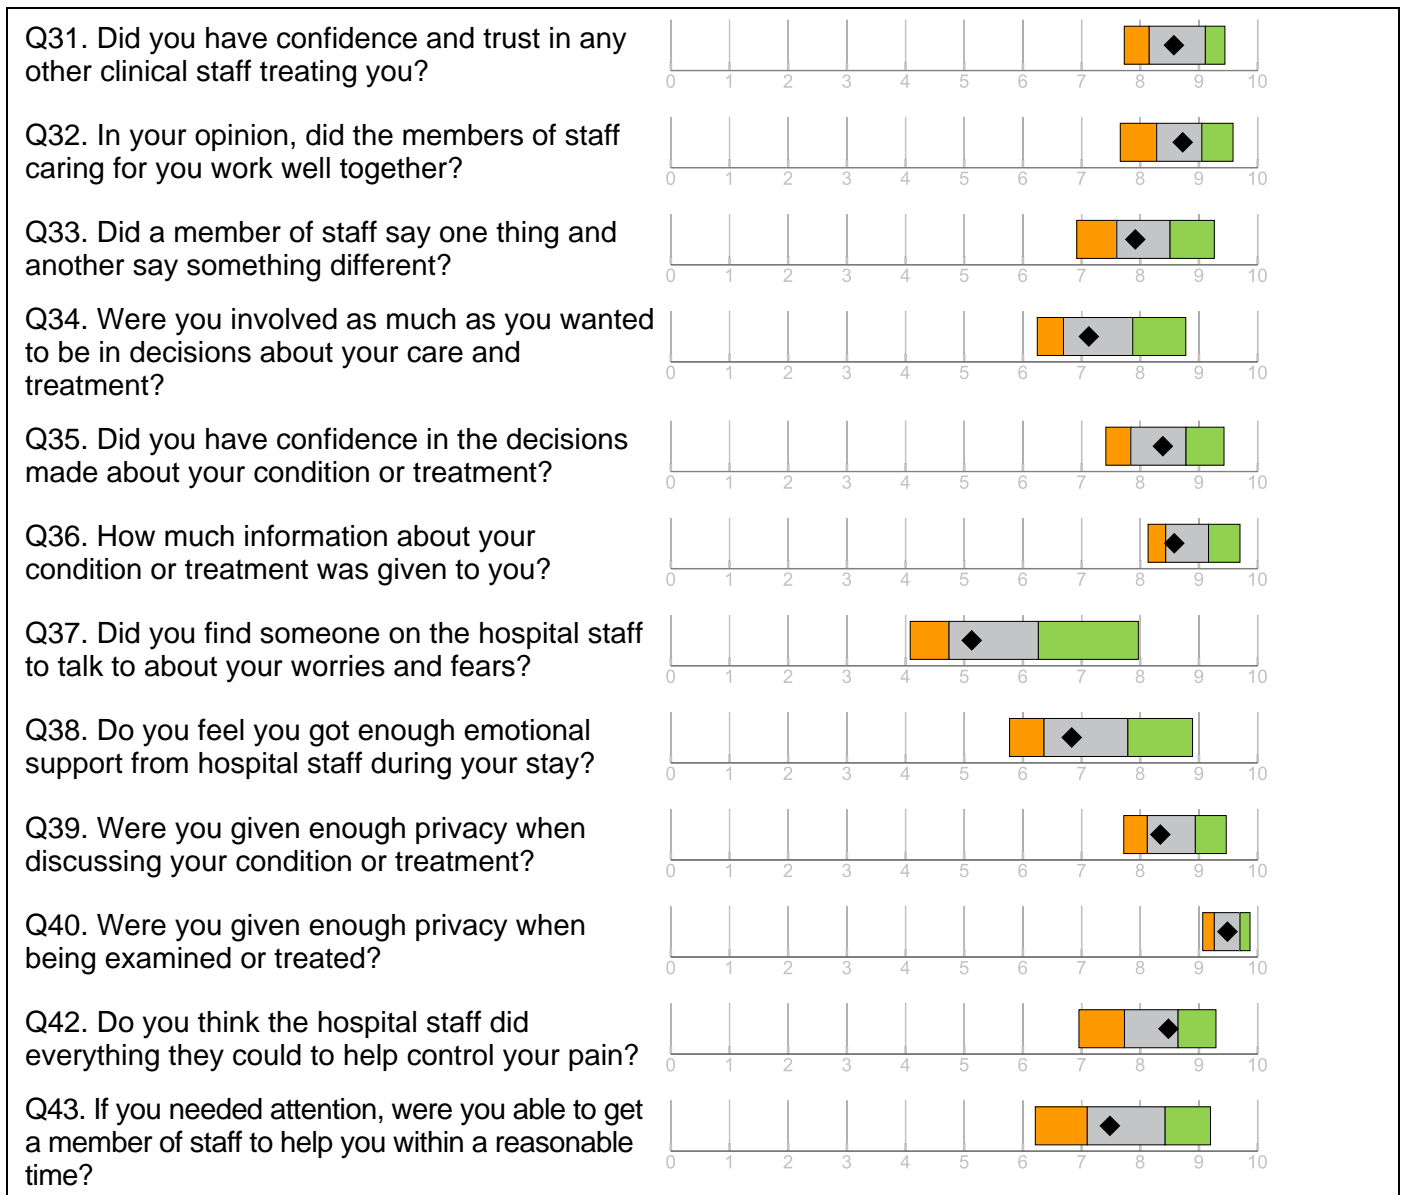 Q31. Did you have confidence and trust in any
other clinical staff treating you?
0 1 2 3 4 5 6 7 8 9 10
Q32. In your opinion, did the members of staff
caring for you work well together?
0 1 2 3 4 5 6 7 8 9 10
Q33. Did a member of staff say one thing and
another say something different?
0 1 2 3 4 5 6 7 8 9 10
Q34. Were you involved as much as you wanted
to be in decisions about your care and
treatment?
0 1 2 3 4 5 6 7 8 9 10
Q35. Did you have confidence in the decisions
made about your condition or treatment?
0 1 2 3 4 5 6 7 8 9 10
Q36. How much information about your
condition or treatment was given to you?
0 1 2 3 4 5 6 7 8 9 10
Q37. Did you find someone on the hospital staff
to talk to about your worries and fears?
0 1 2 3 4 5 6 7 8 9 10
Q38. Do you feel you got enough emotional
support from hospital staff during your stay?
0 1 2 3 4 5 6 7 8 9 10
Q39. Were you given enough privacy when
discussing your condition or treatment?
0 1 2 3 4 5 6 7 8 9 10
Q40. Were you given enough privacy when
being examined or treated?
0 1 2 3 4 5 6 7 8 9 10
Q42. Do you think the hospital staff did
everything they could to help control your pain?
0 1 2 3 4 5 6 7 8 9 10
Q43. If you needed attention, were you able to get
a member of staff to help you within a reasonable
time?
0 1 2 3 4 5 6 7 8 9 10